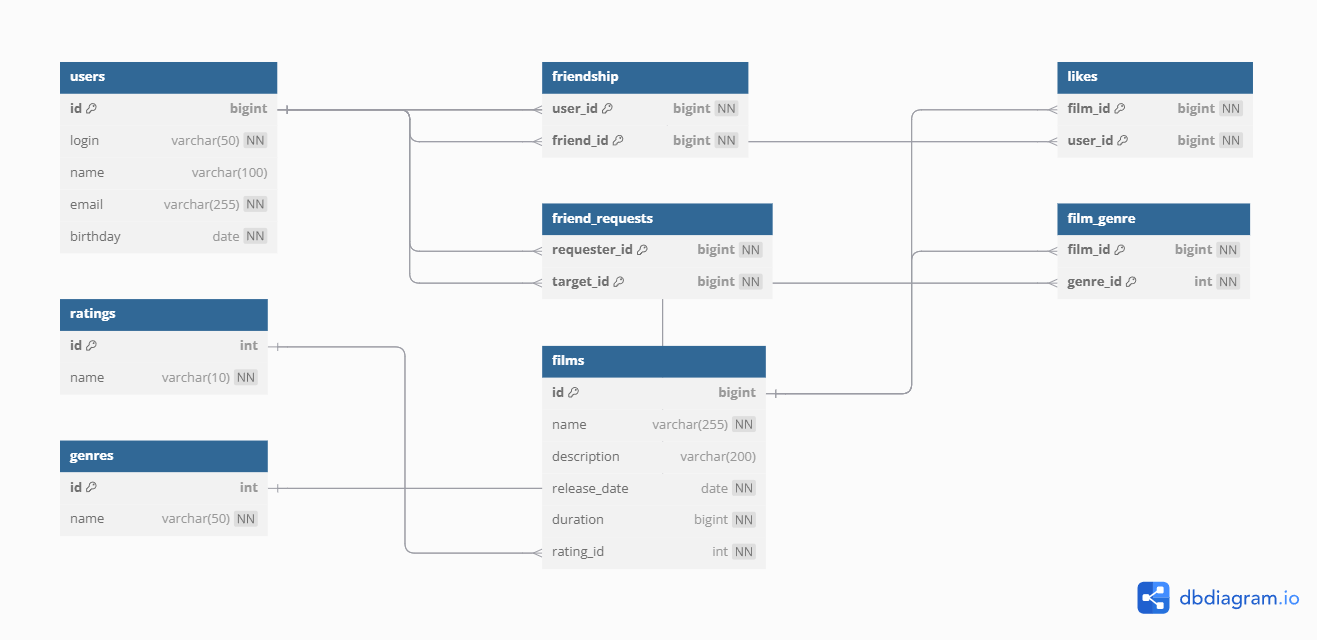 users
id bigint
login varchar(50) NN
name varchar(100)
email varchar(255) NN
birthday date NN
ratings
id int
name varchar(10) NN
genres
id int
name varchar(50) NN
friendship
user_id bigint NN
friend_id bigint NN
friend_requests
requester_id bigint NN
target_id bigint NN
films
id bigint
name varchar(255) NN
description varchar(200)
release_date date NN
duration bigint NN
rating_id int NN
likes
film_id bigint NN
user_id bigint NN
film_genre
film_id bigint NN
genre_id int NN
dbdiagram.io